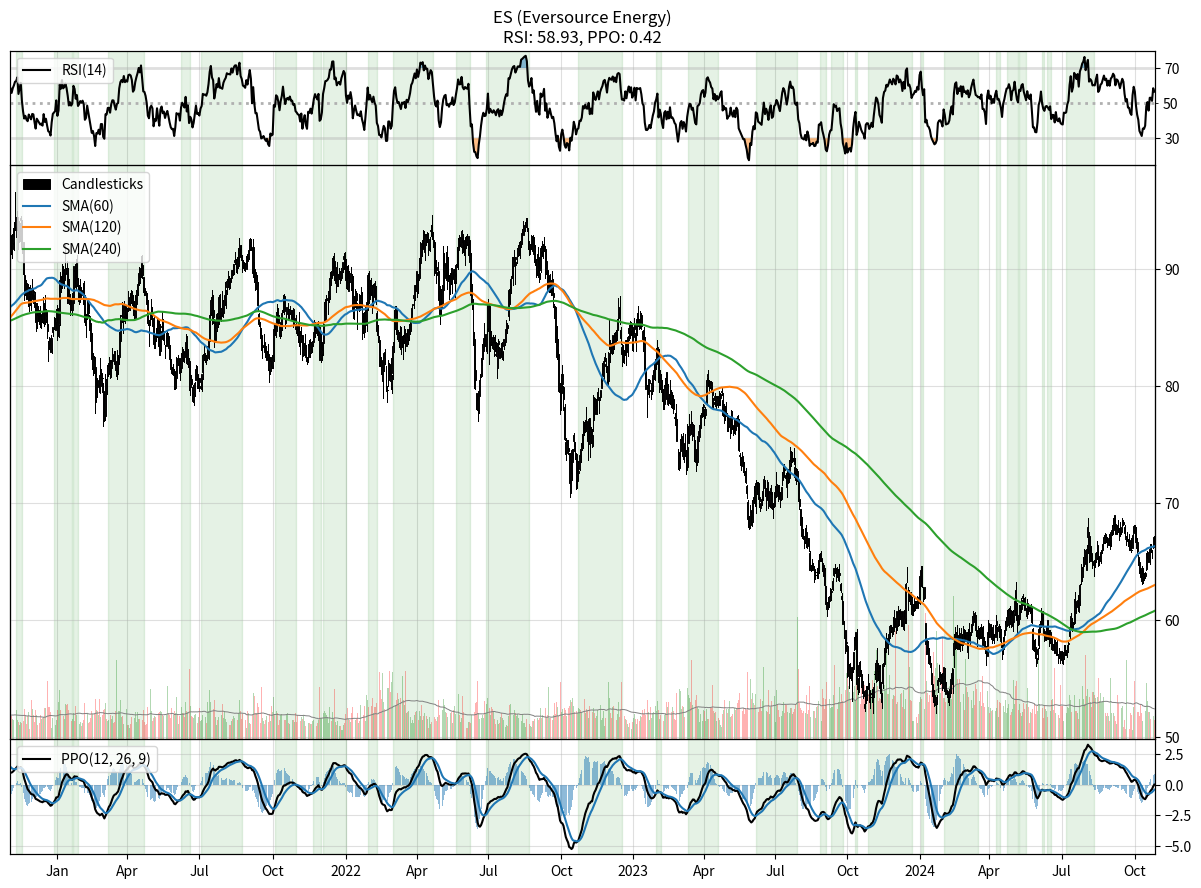 ES (Eversource Energy)
RSI: 58.93, PPO: 0.42
RSI(14)
70
50
30
Candlesticks
SMA(60)
SMA(120)
SMA(240)
90
80
70
60
50
PPO(12, 26, 9)
2.5
0.0
−2.5
−5.0
Jan Apr Jul Oct 2022 Apr Jul Oct 2023 Apr Jul Oct 2024 Apr Jul Oct